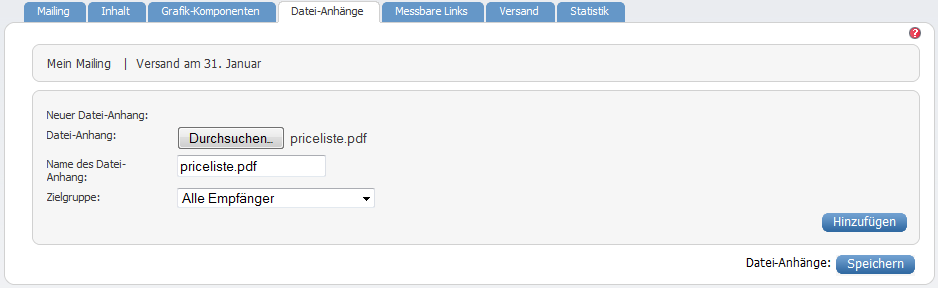 Mailing Inhalt Grafik-Komponenten Datei-Anhänge Messbare Links Versand Statistik
?
Mein Mailing | Versand am 31. Januar
Neuer Datei-Anhang:
Datei-Anhang: Durchsuchen... priceliste.pdf
Name des Datei-
Anhang: priceliste.pdf
Zielgruppe: Alle Empfänger
Hinzufügen
Datei-Anhänge: Speichern